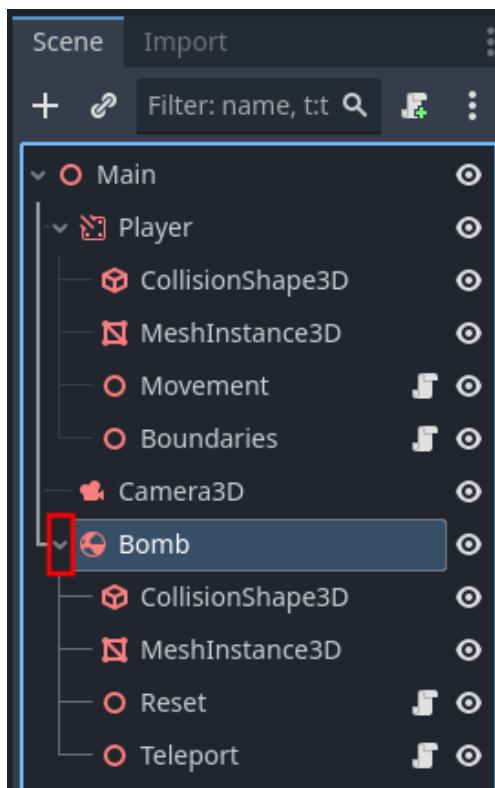 Scene Import
Filter: name, t:t
Main
Player
CollisionShape3D
MeshInstance3D
Movement
Boundaries
Camera3D
Bomb
CollisionShape3D
MeshInstance3D
Reset
Teleport